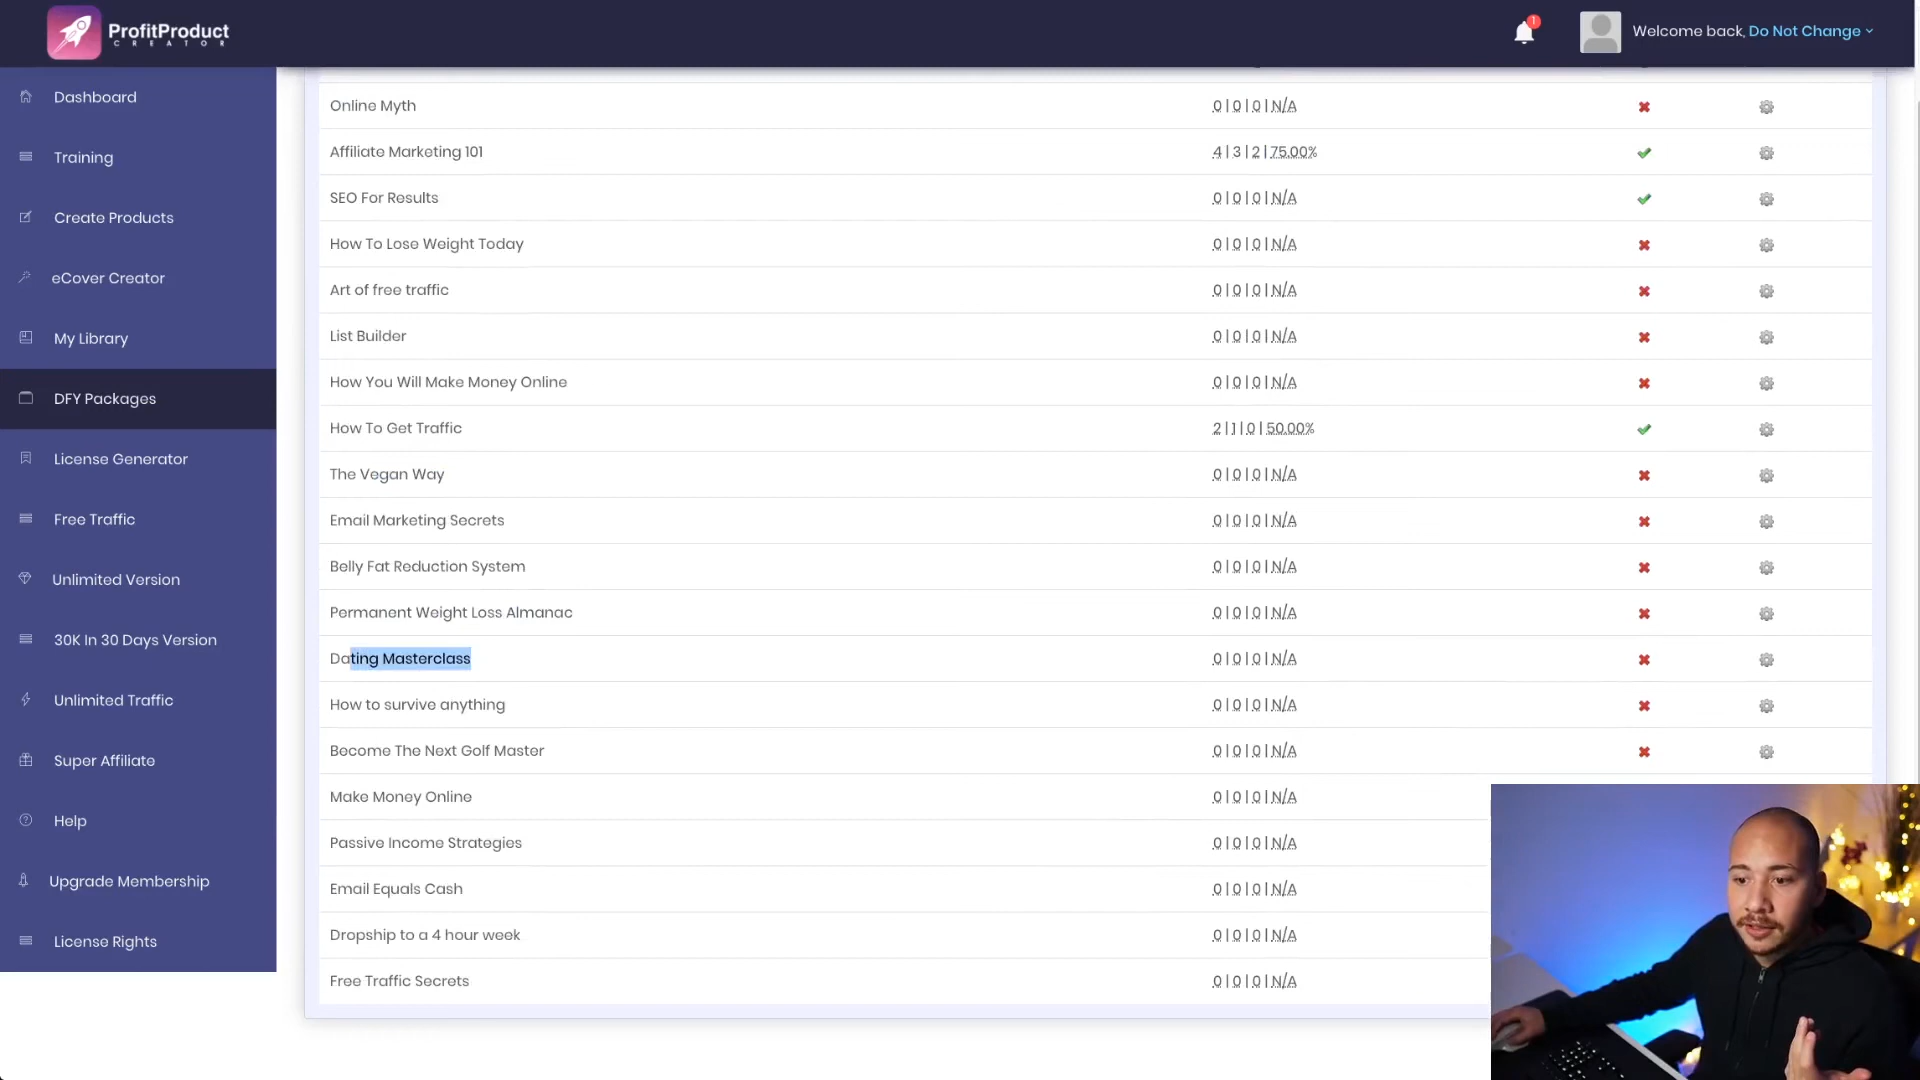 ProfitProduct
CREATOR
1
Welcome back, Do Not Change
Dashboard
Training
Create Products
eCover Creator
My Library
DFY Packages
License Generator
Free Traffic
Unlimited Version
30K In 30 Days Version
Unlimited Traffic
Super Affiliate
Help
Upgrade Membership
License Rights
Online Myth 0 | 0 | 0 | N/A
Affiliate Marketing 101 4 | 3 | 2 | 75.00%
SEO For Results 0 | 0 | 0 | N/A
How To Lose Weight Today 0 | 0 | 0 | N/A
Art of free traffic 0 | 0 | 0 | N/A
List Builder 0 | 0 | 0 | N/A
How You Will Make Money Online 0 | 0 | 0 | N/A
How To Get Traffic 2 | 1 | 0 | 50.00%
The Vegan Way 0 | 0 | 0 | N/A
Email Marketing Secrets 0 | 0 | 0 | N/A
Belly Fat Reduction System 0 | 0 | 0 | N/A
Permanent Weight Loss Almanac 0 | 0 | 0 | N/A
Dating Masterclass 0 | 0 | 0 | N/A
How to survive anything 0 | 0 | 0 | N/A
Become The Next Golf Master 0 | 0 | 0 | N/A
Make Money Online 0 | 0 | 0 | N/A
Passive Income Strategies 0 | 0 | 0 | N/A
Email Equals Cash 0 | 0 | 0 | N/A
Dropship to a 4 hour week 0 | 0 | 0 | N/A
Free Traffic Secrets 0 | 0 | 0 | N/A